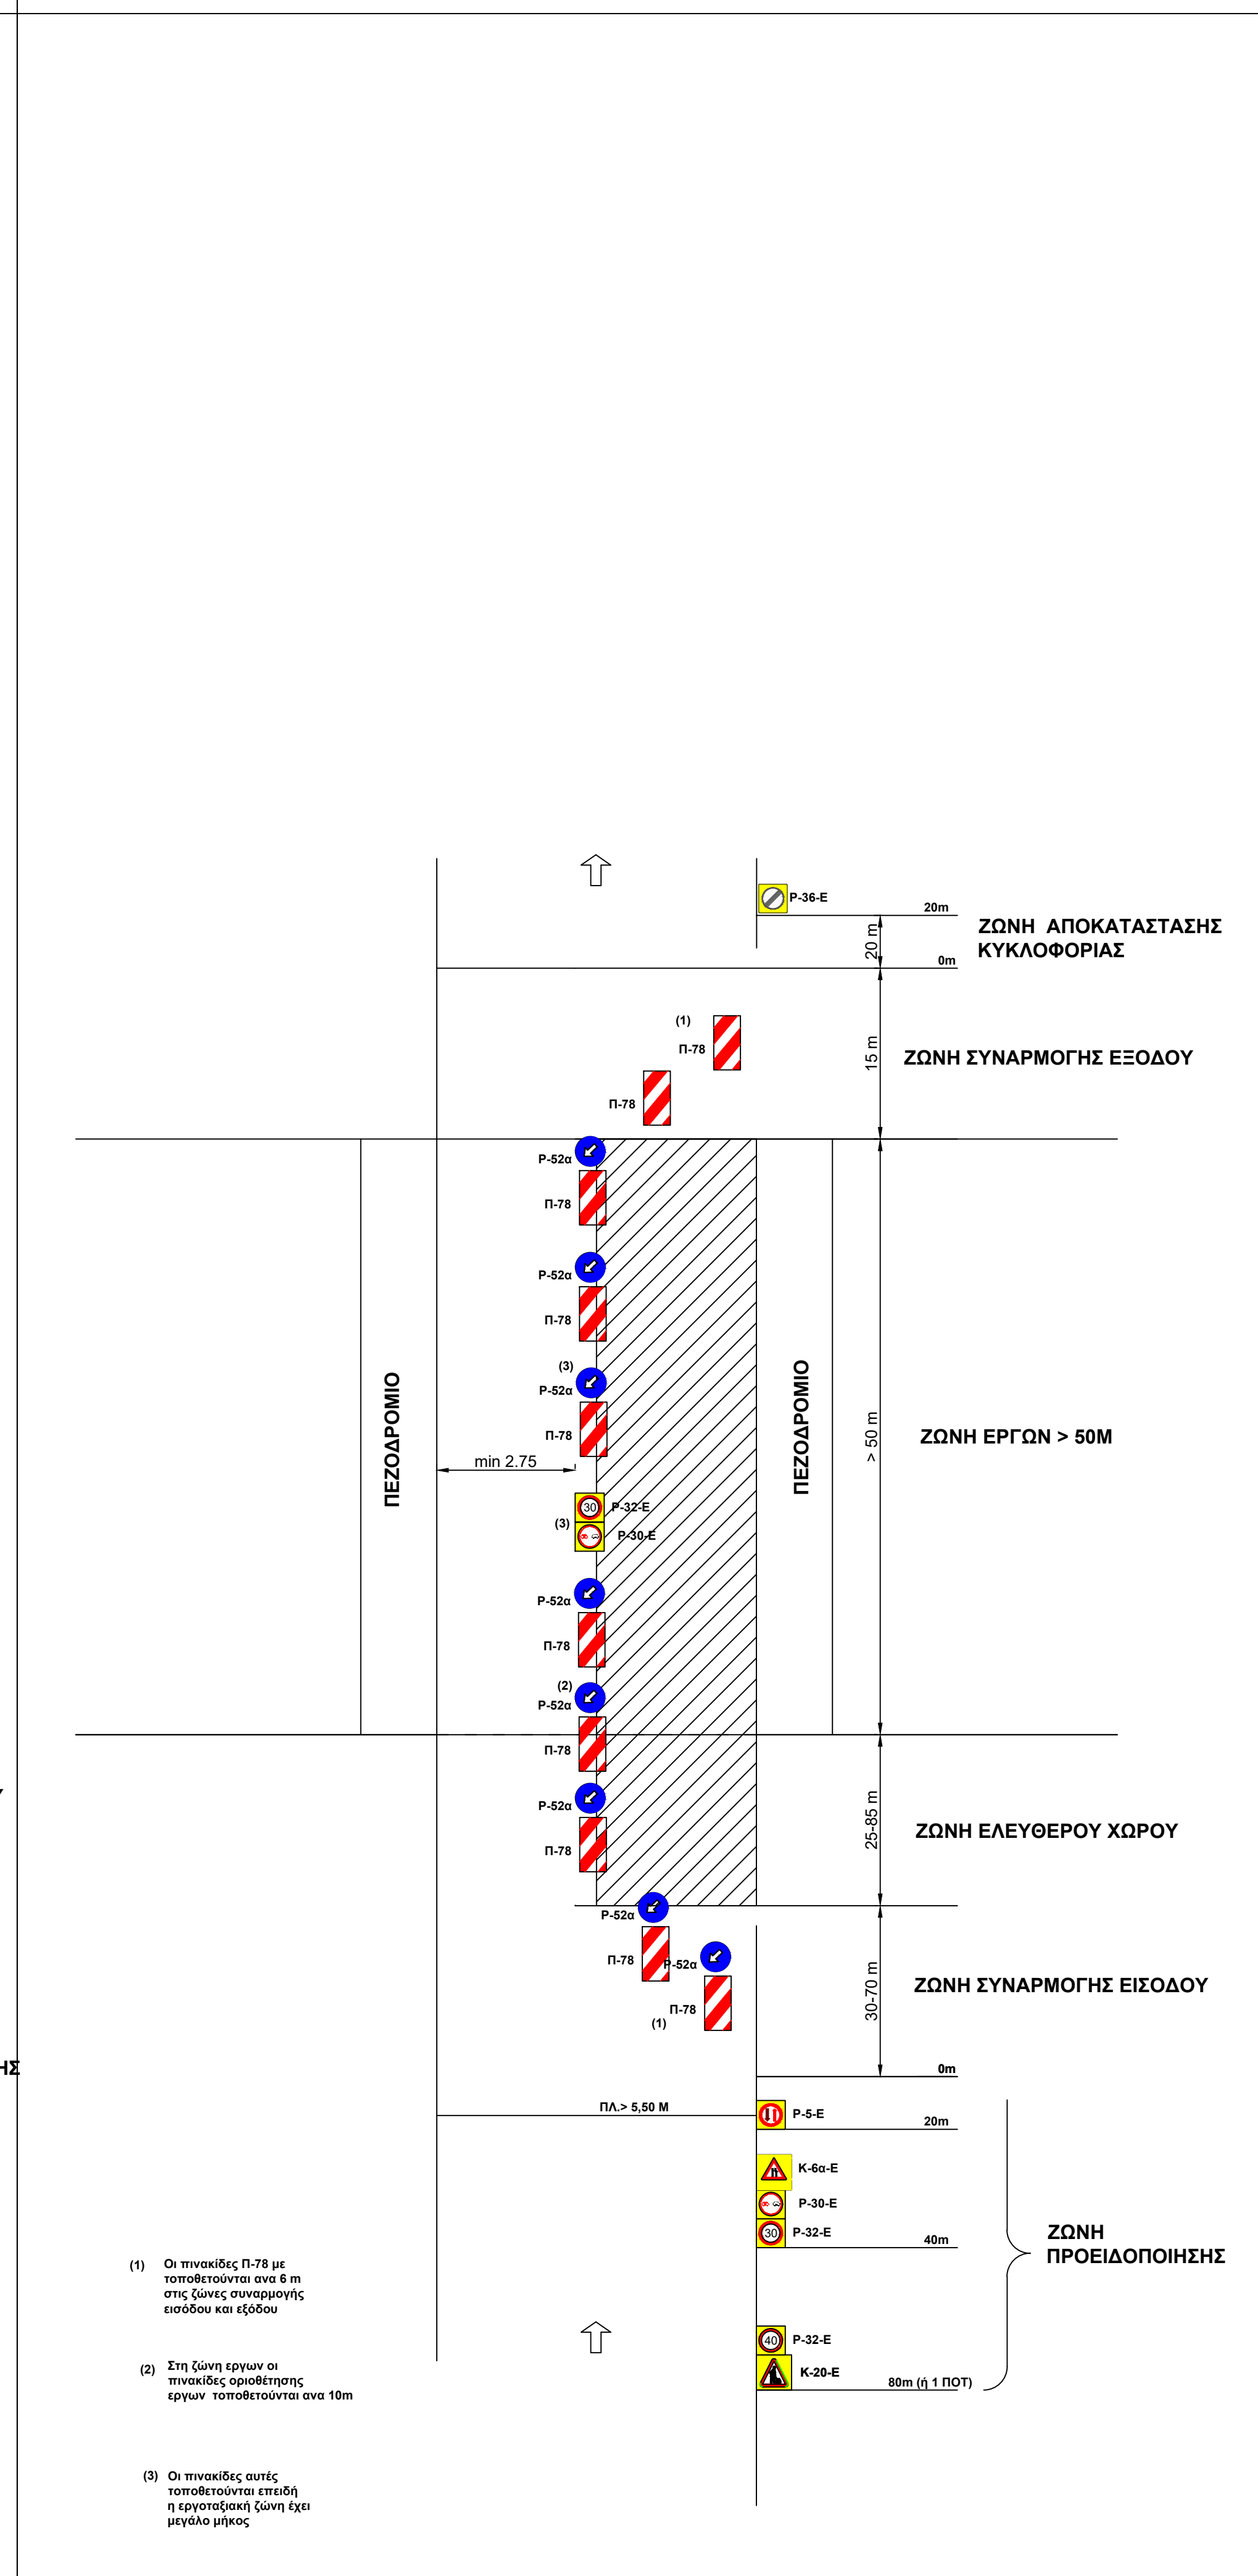 Ρ-36-Ε
20m
ΖΩΝΗ ΑΠΟΚΑΤΑΣΤΑΣΗΣ
ΚΥΚΛΟΦΟΡΙΑΣ
20 m
0m
(1)
Π-78
15 m
ΖΩΝΗ ΣΥΝΑΡΜΟΓΗΣ ΕΞΟΔΟΥ
Π-78
Ρ-52α
Π-78
Ρ-52α
Π-78
(3)
Ρ-52α
Π-78
ΠΕΖΟΔΡΟΜΙΟ
ΠΕΖΟΔΡΟΜΙΟ
> 50 m
ΖΩΝΗ ΕΡΓΩΝ > 50Μ
min 2.75
30
Ρ-32-Ε
(3)
Ρ-30-Ε
Ρ-52α
Π-78
(2)
Ρ-52α
Π-78
Ρ-52α
25-85 m
ΖΩΝΗ ΕΛΕΥΘΕΡΟΥ ΧΩΡΟΥ
Π-78
Ρ-52α
Π-78
Ρ-52α
30-70 m
ΖΩΝΗ ΣΥΝΑΡΜΟΓΗΣ ΕΙΣΟΔΟΥ
Π-78
(1)
ΗΣ
0m
ΠΛ.> 5,50 Μ
Ρ-5-Ε
20m
Κ-6α-Ε
Ρ-30-Ε
30
Ρ-32-Ε
40m
ΖΩΝΗ
ΠΡΟΕΙΔΟΠΟΙΗΣΗΣ
40
Ρ-32-Ε
Κ-20-Ε
80m (ή 1 ΠΟΤ)
(1) Οι πινακίδες Π-78 με
τοποθετούνται ανα 6 m
στις ζώνες συναρμογής
εισόδου και εξόδου
(2) Στη ζώνη εργων οι
πινακίδες οριοθέτησης
εργων τοποθετούνται ανα 10m
(3) Οι πινακίδες αυτές
τοποθετούνται επειδή
η εργοταξιακή ζώνη έχει
μεγάλο μήκος